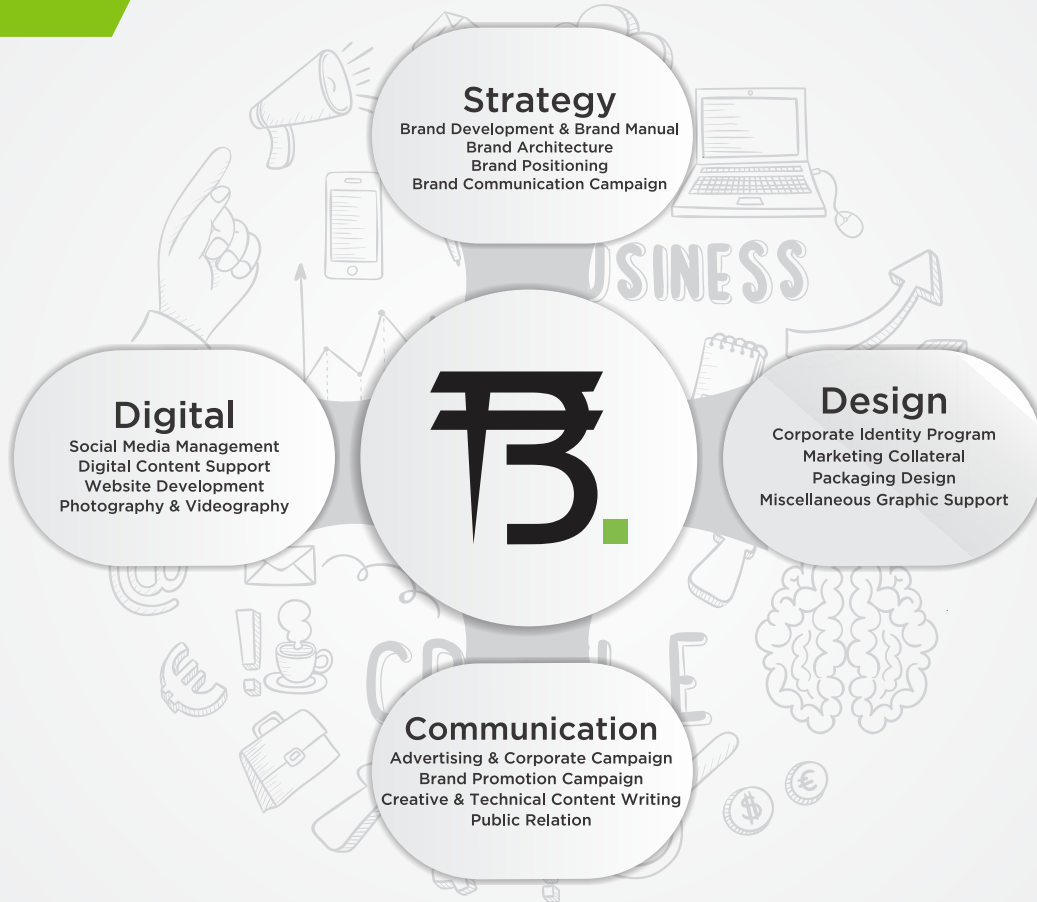 Strategy
Brand Development & Brand Manual
Brand Architecture
Brand Positioning
Brand Communication Campaign
Digital
Social Media Management
Digital Content Support
Website Development
Photography & Videography
Design
Corporate Identity Program
Marketing Collateral
Packaging Design
Miscellaneous Graphic Support
Communication
Advertising & Corporate Campaign
Brand Promotion Campaign
Creative & Technical Content Writing
Public Relation